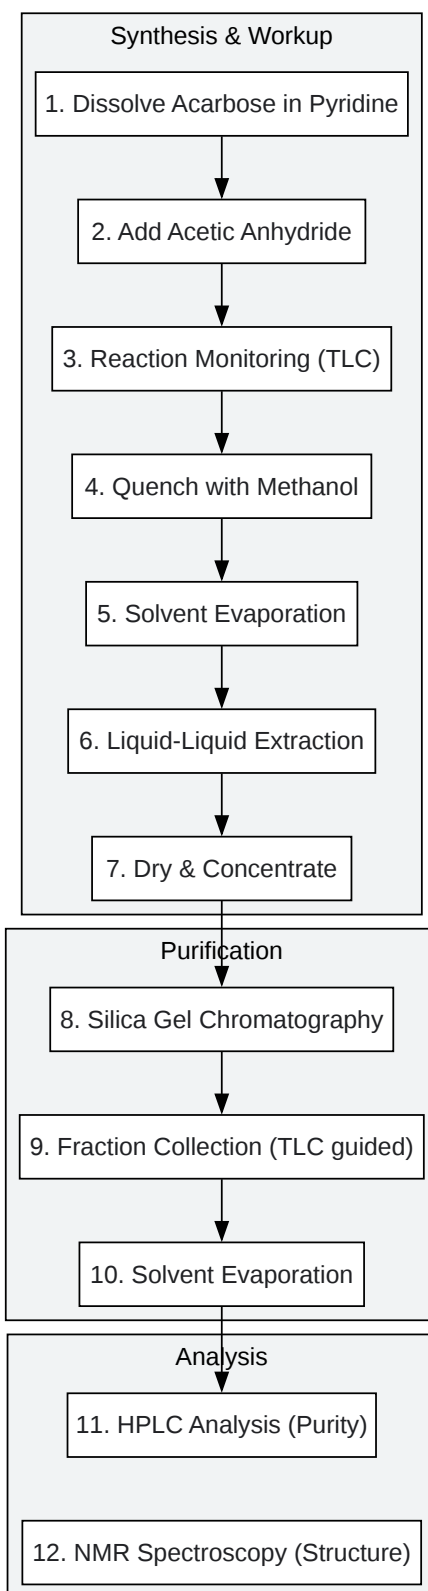 Synthesis & Workup
1. Dissolve Acarbose in Pyridine
2. Add Acetic Anhydride
3. Reaction Monitoring (TLC)
4. Quench with Methanol
5. Solvent Evaporation
6. Liquid-Liquid Extraction
7. Dry & Concentrate
Purification
8. Silica Gel Chromatography
9. Fraction Collection (TLC guided)
10. Solvent Evaporation
Analysis
11. HPLC Analysis (Purity)
12. NMR Spectroscopy (Structure)